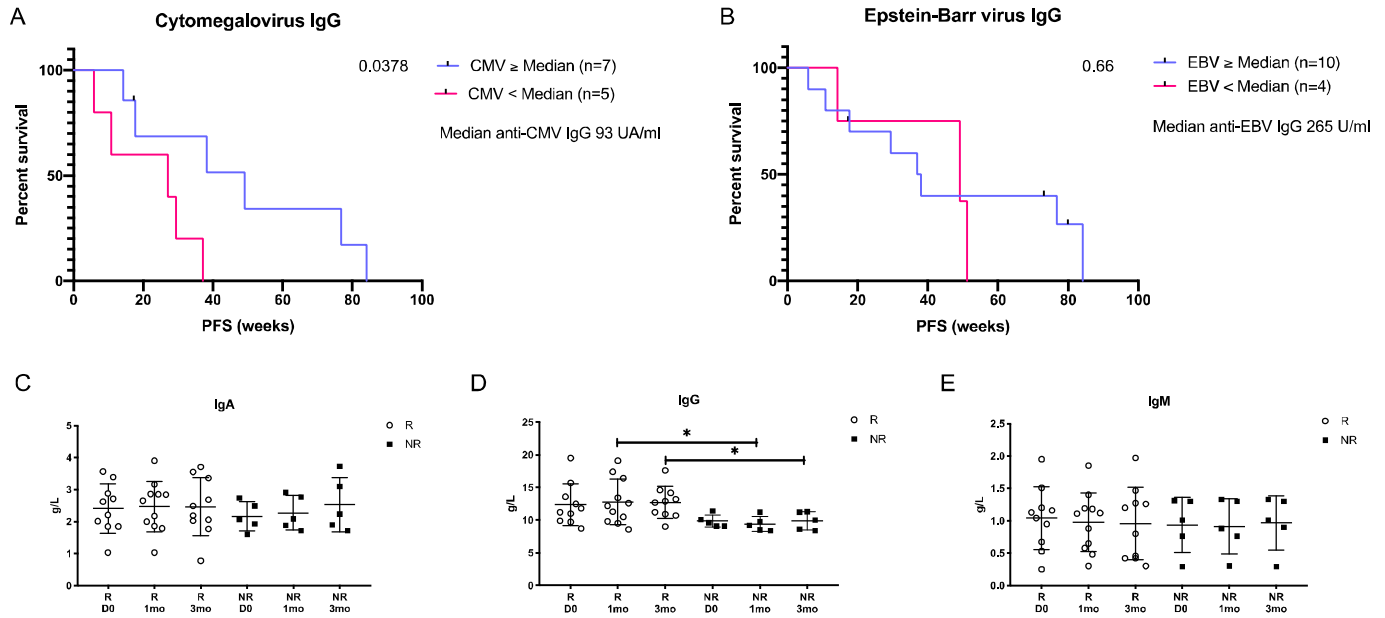 A
Cytomegalovirus IgG
0.0378
CMV ≥ Median (n=7)
CMV < Median (n=5)
Median anti-CMV IgG 93 UA/ml
Percent survival
100
50
0
0 20 40 60 80 100
PFS (weeks)
B
Epstein-Barr virus IgG
0.66
EBV ≥ Median (n=10)
EBV < Median (n=4)
Median anti-EBV IgG 265 U/ml
Percent survival
100
50
0
0 20 40 60 80 100
PFS (weeks)
C
IgA
R
NR
g/L
5
4
3
2
1
0
R R R NR NR NR
D0 1mo 3mo D0 1mo 3mo
D
IgG
R
NR
g/L
25
20
15
10
5
0
*
*
R R R NR NR NR
D0 1mo 3mo D0 1mo 3mo
E
IgM
R
NR
g/L
2.5
2.0
1.5
1.0
0.5
0.0
R R R NR NR NR
D0 1mo 3mo D0 1mo 3mo